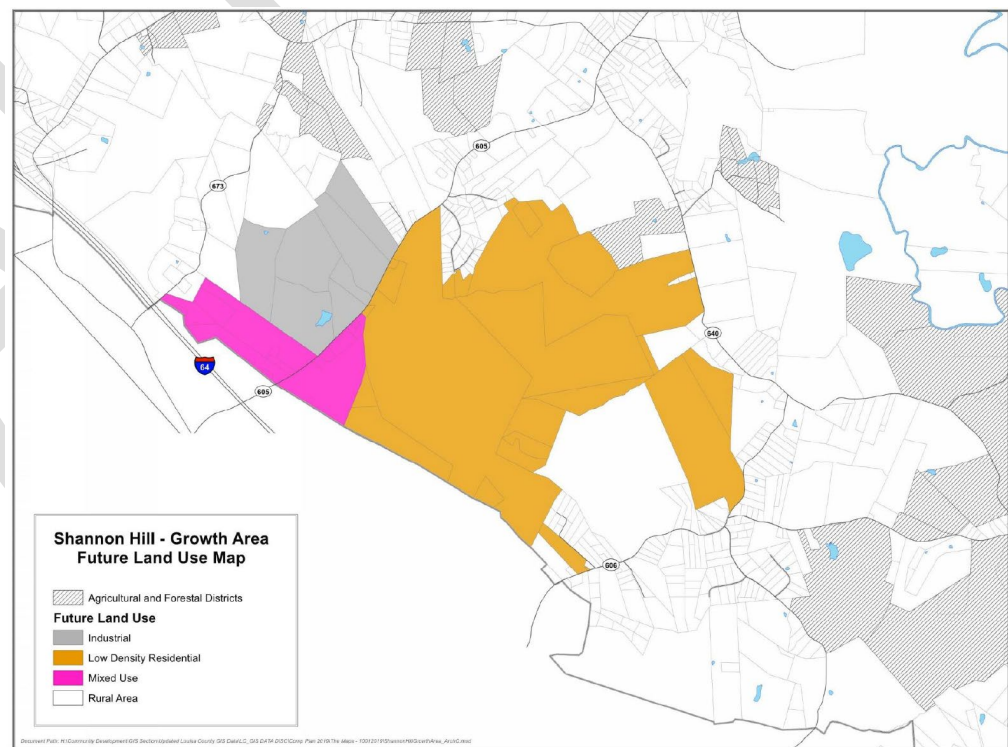 605
673
640
64
605
606
Shannon Hill - Growth Area
Future Land Use Map
Agricultural and Forestal Districts
Future Land Use
Industrial
Low Density Residential
Mixed Use
Rural Area